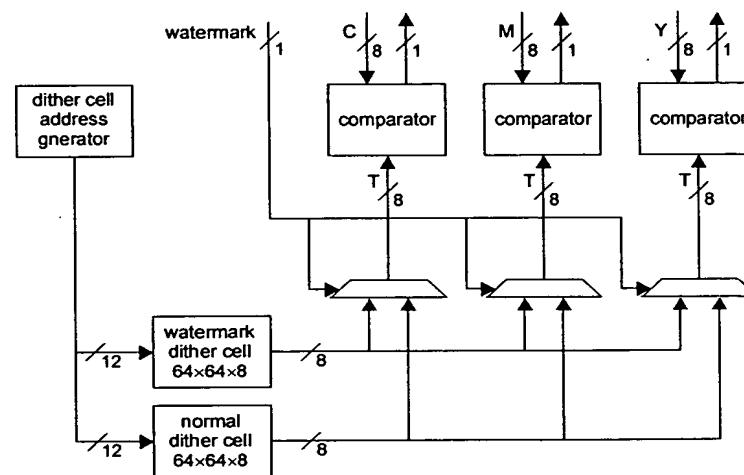 watermark 1 C 8 1 M 8 1 Y 8 1
dither cell
address
gnerator
comparator comparator comparator
T 8 T 8 T 8
12 watermark
dither cell
64×64×8
8
12 normal
dither cell
64×64×8
8